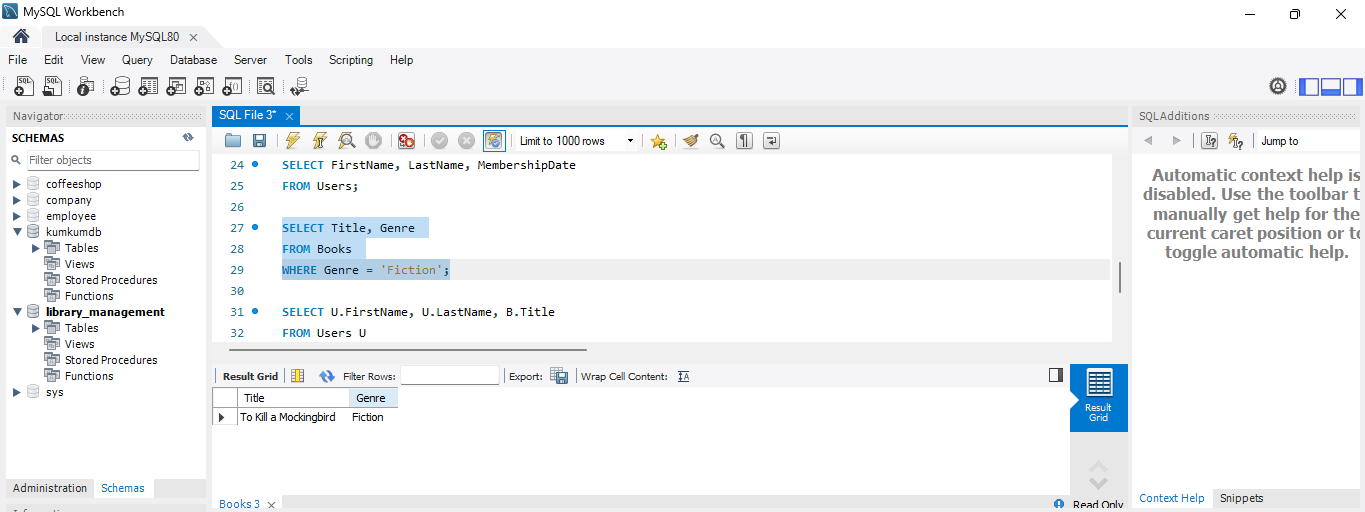 MySQL Workbench
Local instance MySQL80
File Edit View Query Database Server Tools Scripting Help
Navigator
SCHEMAS
Filter objects
coffeeshop
company
employee
kumkumdb
Tables
Views
Stored Procedures
Functions
library_management
Tables
Views
Stored Procedures
Functions
sys
Administration Schemas
SQL File 3*
Limit to 1000 rows
24 SELECT FirstName, LastName, MembershipDate
25 FROM Users;
26
27 SELECT Title, Genre
28 FROM Books
29 WHERE Genre = 'Fiction';
30
31 SELECT U.FirstName, U.LastName, B.Title
32 FROM Users U
Result Grid Filter Rows: Export: Wrap Cell Content:
Title Genre
To Kill a Mockingbird Fiction
Result
Grid
Books 3
Read Only
SQLAdditions
Jump to
Automatic context help is
disabled. Use the toolbar
manually get help for the
current caret position or
toggle automatic help.
Context Help Snippets